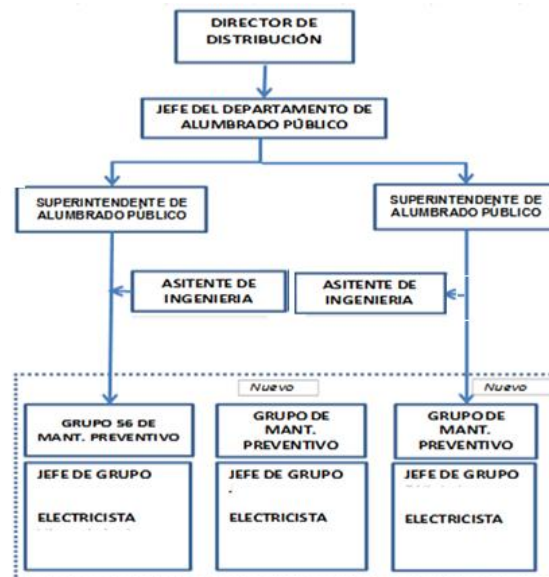 DIRECTOR DE
DISTRIBUCIÓN
JEFE DEL DEPARTAMENTO DE
ALUMBRADO PÚBLICO
SUPERINTENDENTE DE
ALUMBRADO PÚBLICO
SUPERINTENDENTE DE
ALUMBRADO PÚBLICO
ASITENTE DE
INGENIERIA
ASITENTE DE
INGENIERIA
Nuevo
Nuevo
GRUPO 56 DE
MANT. PREVENTIVO
GRUPO DE
MANT.
PREVENTIVO
GRUPO DE
MANT.
PREVENTIVO
JEFE DE GRUPO
ELECTRICISTA
JEFE DE GRUPO
ELECTRICISTA
JEFE DE GRUPO
ELECTRICISTA